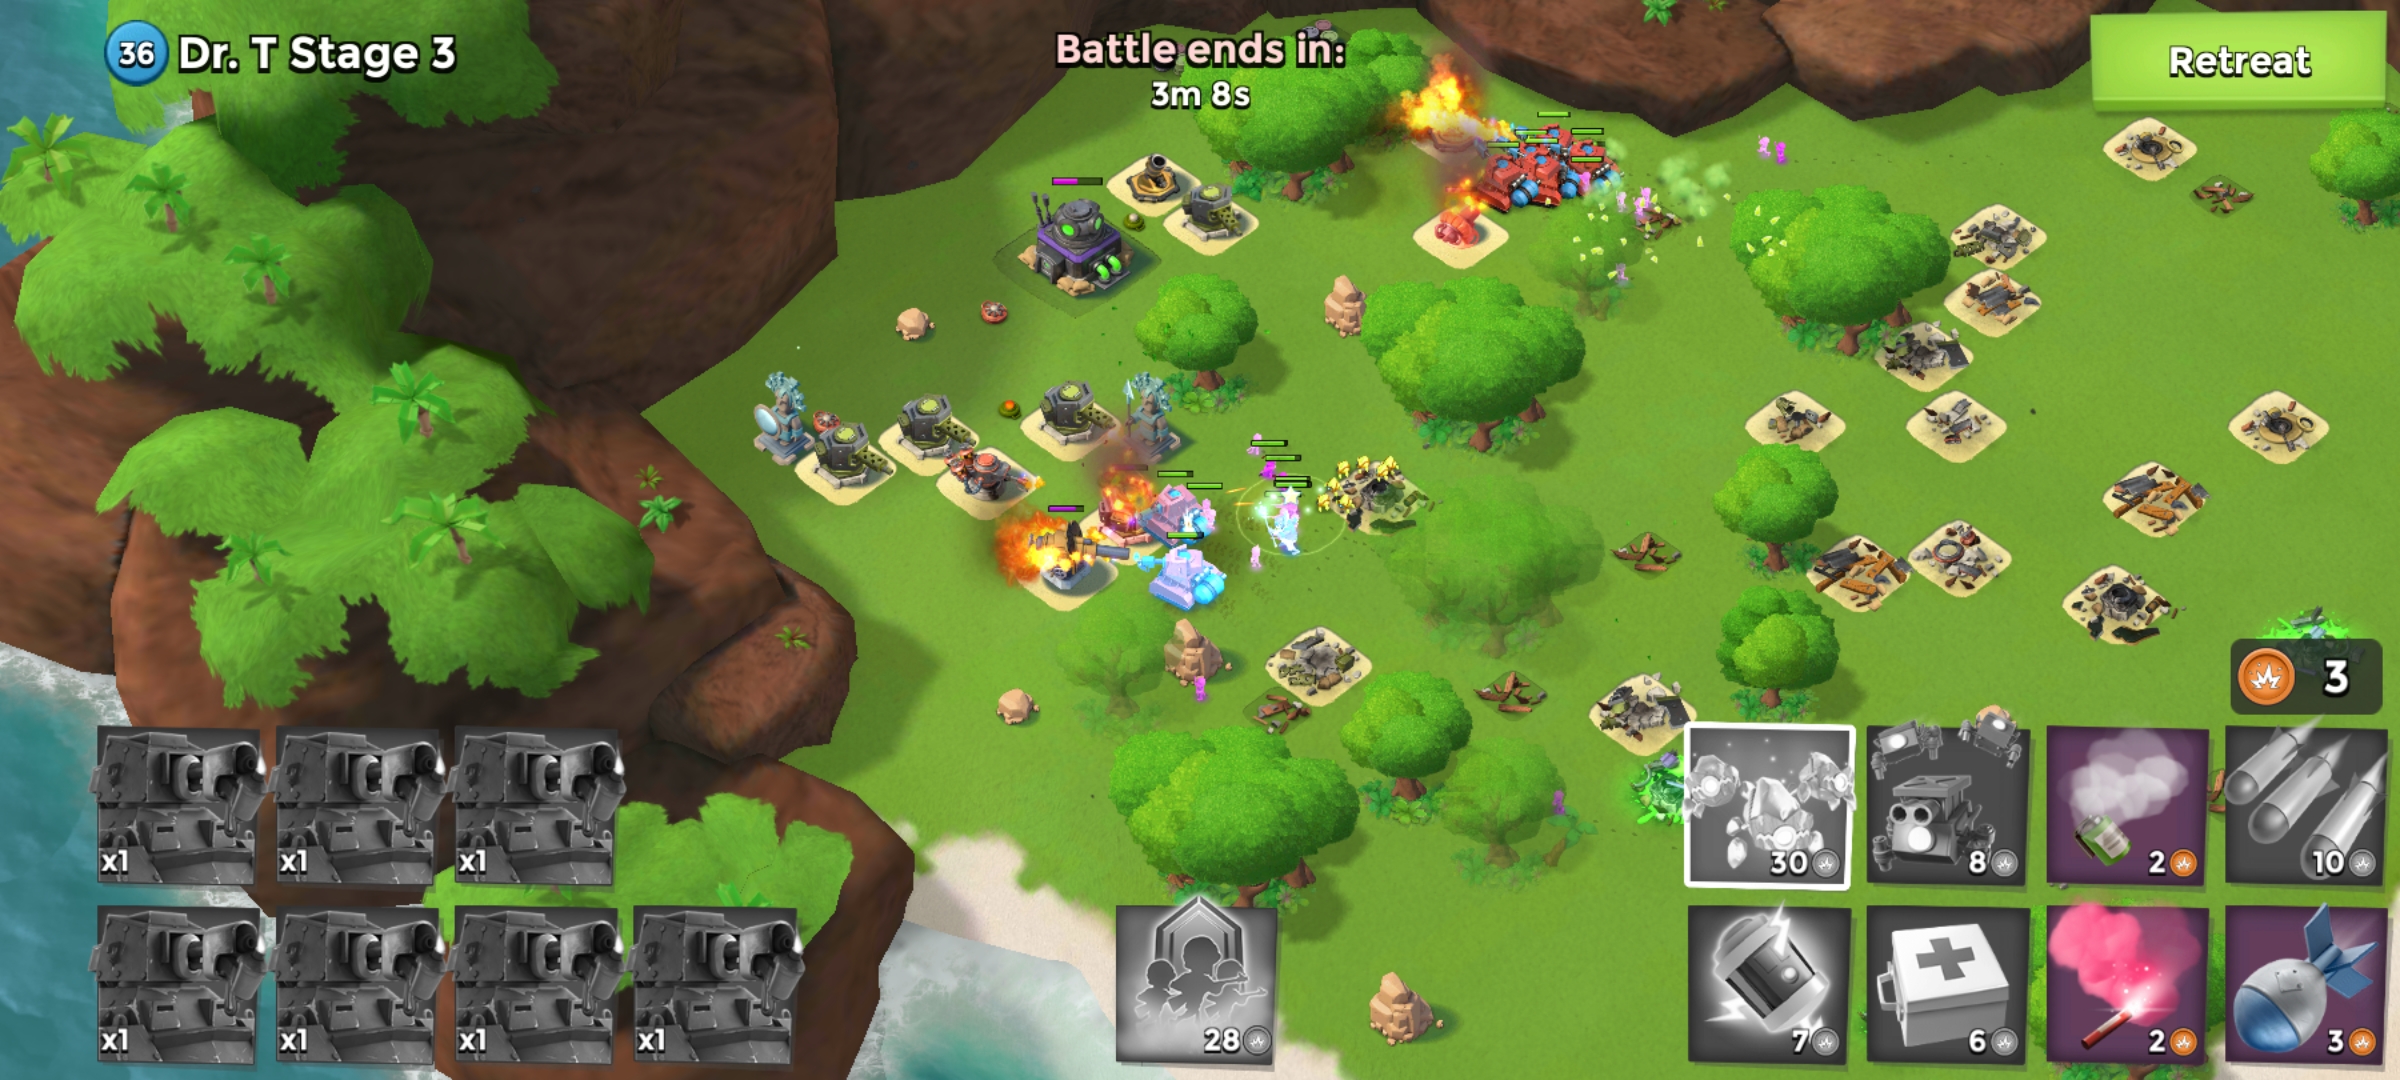 36 Dr. T Stage 3
Battle ends in:
3m 8s
Retreat
3
x1 x1 x1
30 8 2 10
x1 x1 x1 x1
28
7 6 2 3